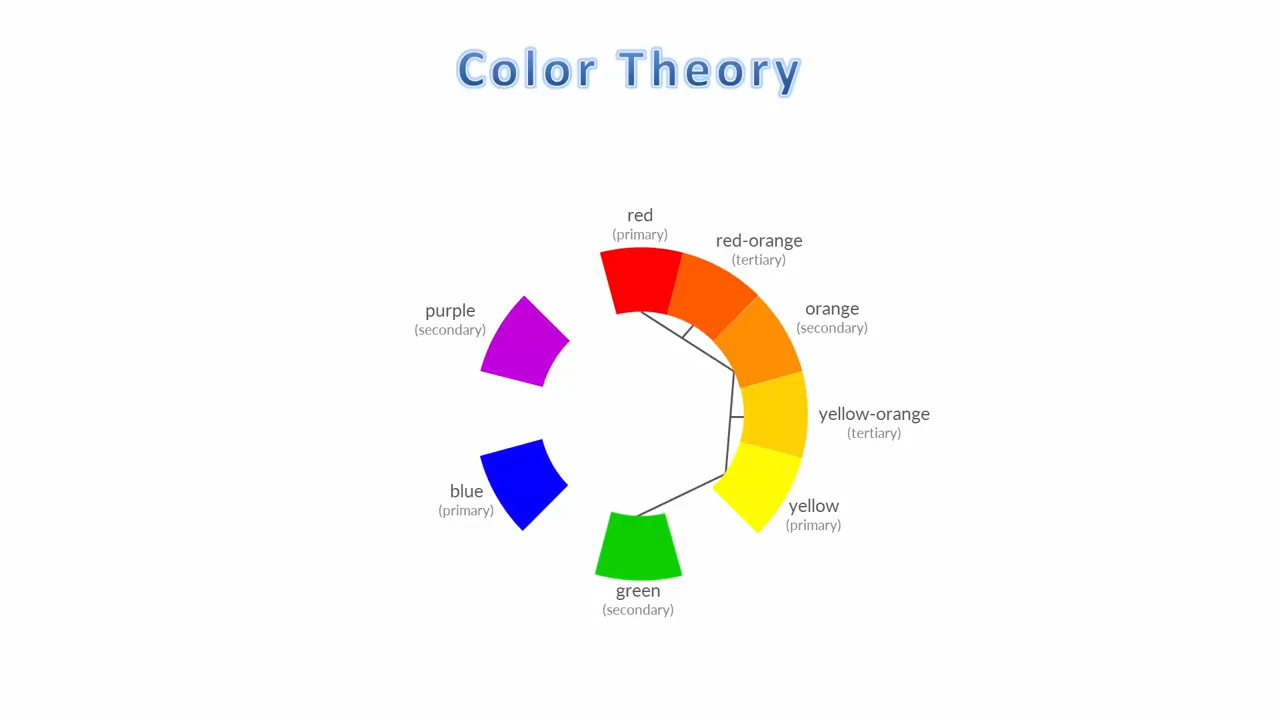 Color Theory
red
(primary)
red-orange
(tertiary)
orange
(secondary)
yellow-orange
(tertiary)
yellow
(primary)
green
(secondary)
blue
(primary)
purple
(secondary)